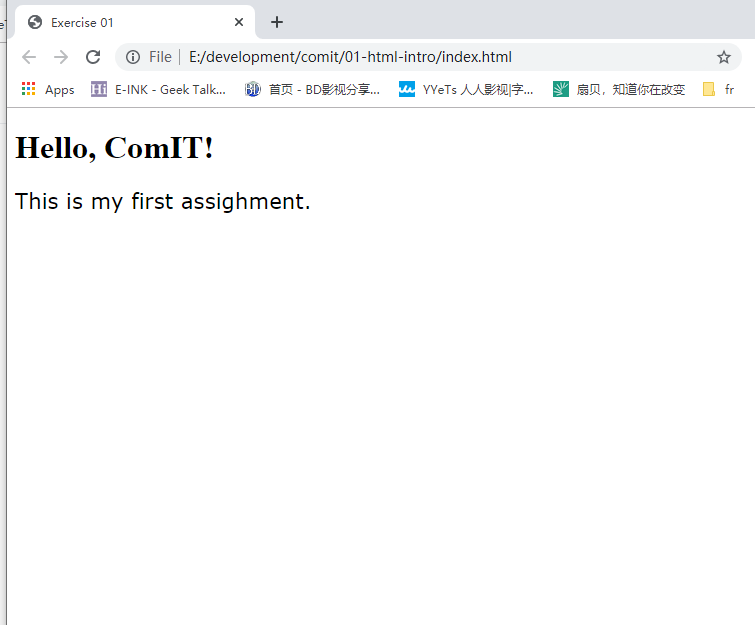 Exercise 01
File E:/development/comit/01-html-intro/index.html
Apps E-INK - Geek Talk... 首页 - BD影视分享... YYeTs 人人影视|字... 扇贝，知道你在改变 fr
Hello, ComIT!
This is my first assighment.